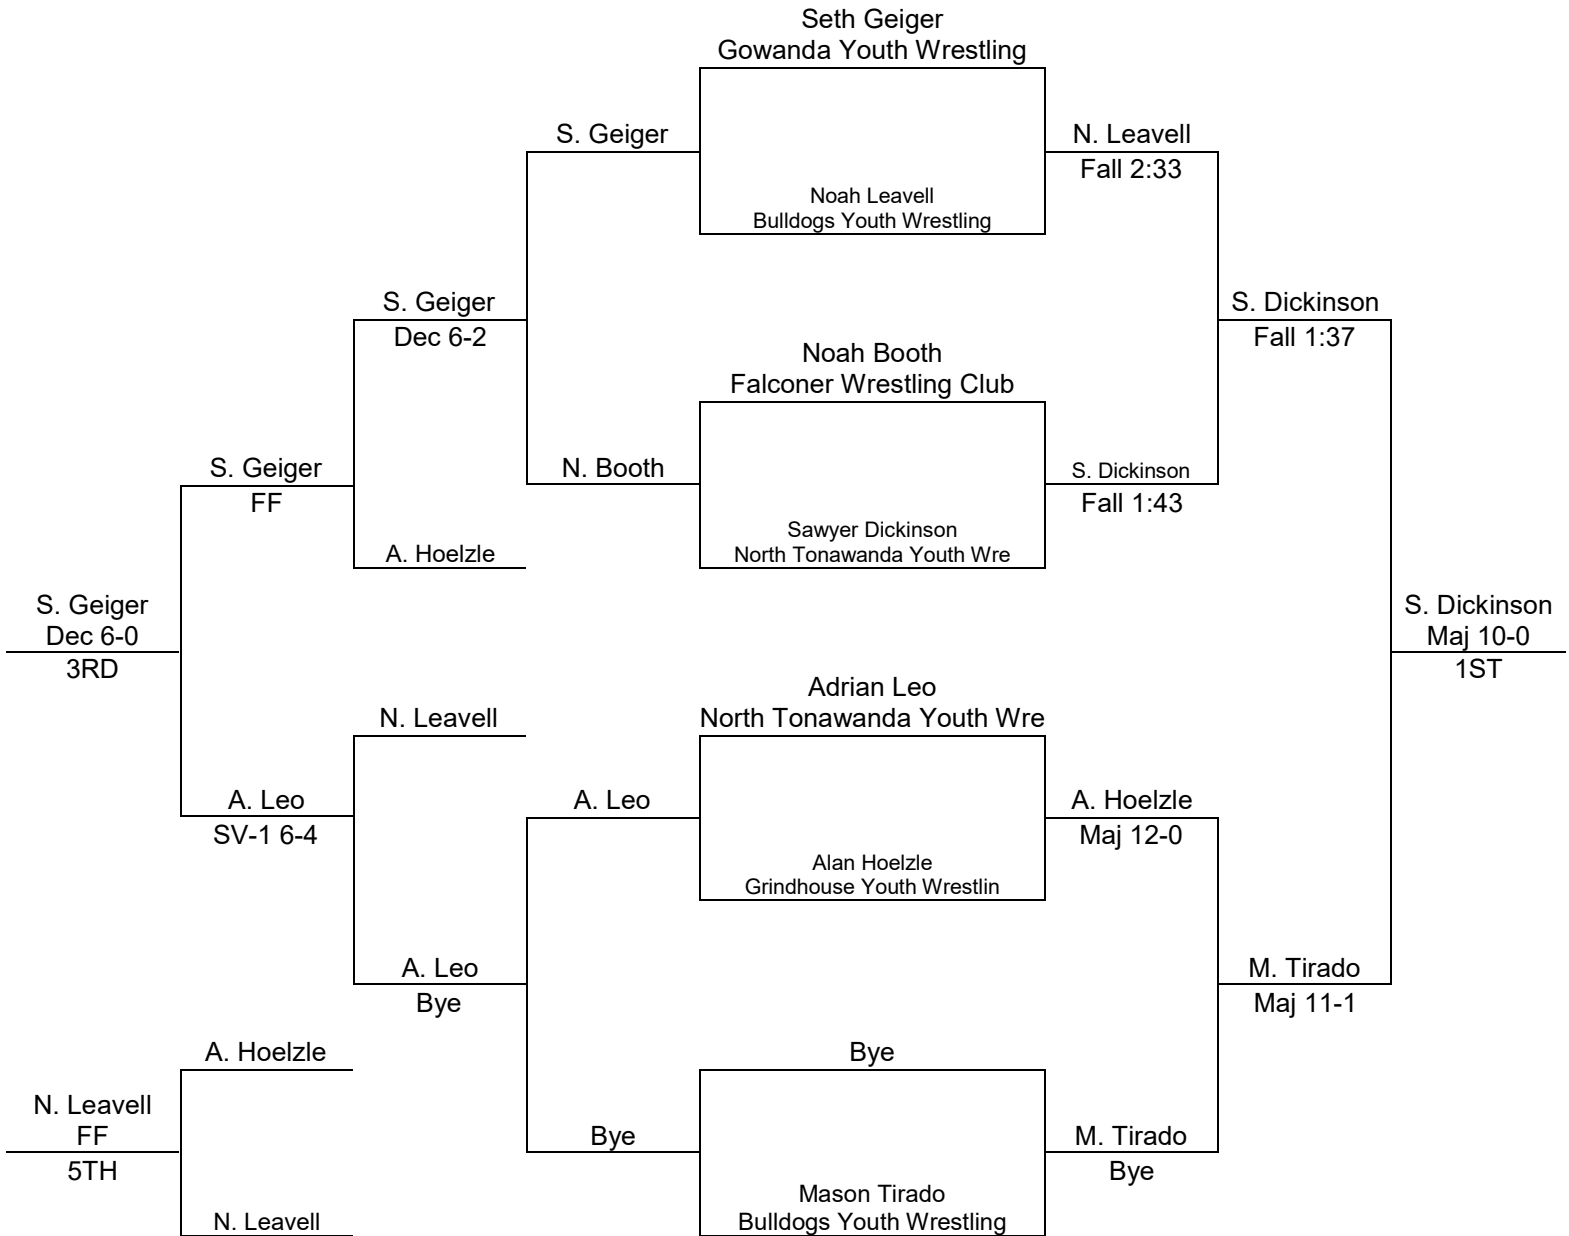 Seth Geiger
Gowanda Youth Wrestling
S. Geiger
N. Leavell
Fall 2:33
Noah Leavell
Bulldogs Youth Wrestling
S. Geiger
Dec 6-2
S. Dickinson
Fall 1:37
Noah Booth
Falconer Wrestling Club
S. Geiger
FF
N. Booth
S. Dickinson
Fall 1:43
Sawyer Dickinson
North Tonawanda Youth Wre
A. Hoelzle
S. Geiger
Dec 6-0
3RD
S. Dickinson
Maj 10-0
1ST
Adrian Leo
North Tonawanda Youth Wre
N. Leavell
A. Leo
SV-1 6-4
A. Leo
A. Hoelzle
Maj 12-0
Alan Hoelzle
Grindhouse Youth Wrestlin
A. Leo
Bye
M. Tirado
Maj 11-1
A. Hoelzle
Bye
N. Leavell
FF
5TH
Bye
M. Tirado
Bye
N. Leavell
Mason Tirado
Bulldogs Youth Wrestling